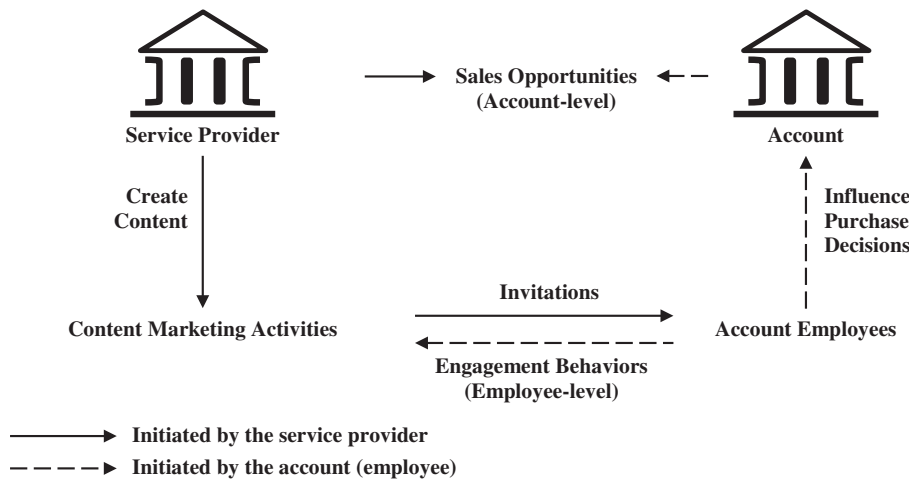 Sales Opportunities
(Account-level)
Service Provider
Account
Create
Content
Influence
Purchase
Decisions
Invitations
Content Marketing Activities
Account Employees
Engagement Behaviors
(Employee-level)
Initiated by the service provider
Initiated by the account (employee)